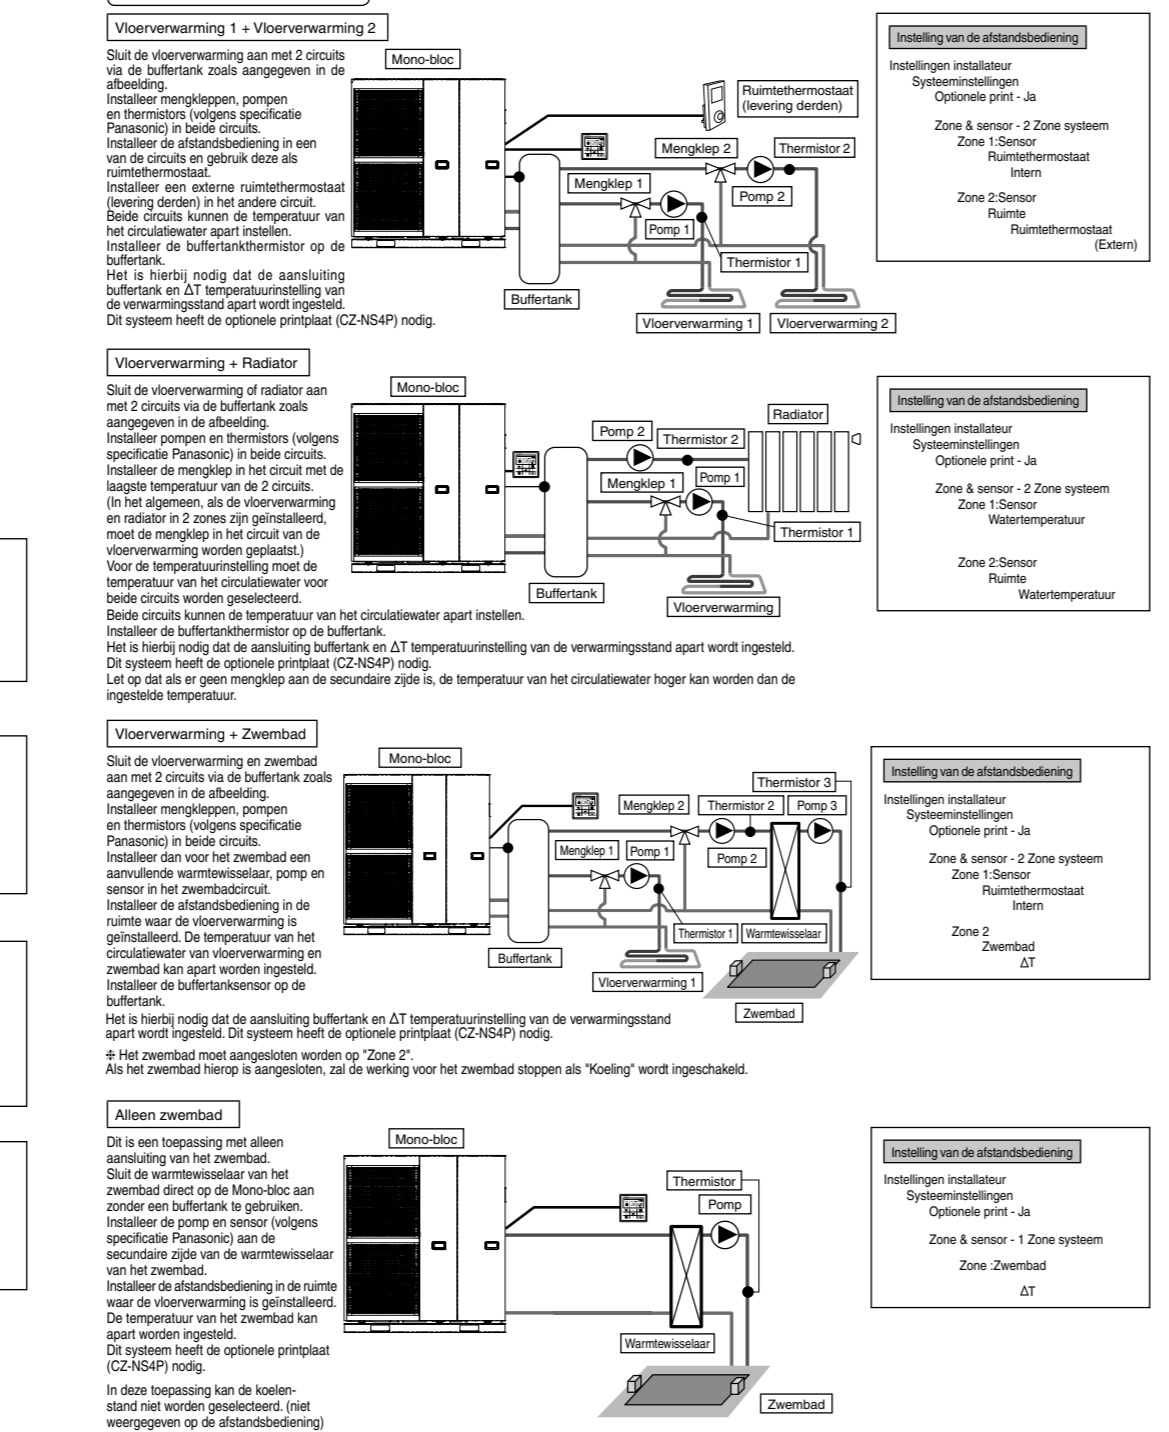 Vloerverwarming 1 + Vloerverwarming 2
Sluit de vloerverwarming aan met 2 circuits
via de buffertank zoals aangegeven in de
afbeelding.
Installeer mengkleppen, pompen
en thermistors (volgens specificatie
Panasonic) in beide circuits.
Installeer de afstandsbediening in een
van de circuits en gebruik deze als
ruimtethermostaat.
Installeer een externe ruimtethermostaat
(levering derden) in het andere circuit.
Beide circuits kunnen de temperatuur van
het circulatiewater apart instellen.
Installeer de buffertankthermistor op de
buffertank.
Het is hierbij nodig dat de aansluiting
buffertank en ΔT temperatuurinstelling van
de verwarmingsstand apart wordt ingesteld.
Dit systeem heeft de optionele printplaat (CZ-NS4P) nodig.
Mono-bloc
Ruimtethermostaat
(levering derden)
Mengklep 2
Thermistor 2
Mengklep 1
Pomp 2
Pomp 1
Thermistor 1
Buffertank
Vloerverwarming 1
Vloerverwarming 2
Instelling van de afstandsbediening
Instellingen installateur
Systeeminstellingen
Optionele print - Ja
Zone & sensor - 2 Zone systeem
Zone 1:Sensor
Ruimtethermostaat
Intern
Zone 2:Sensor
Ruimte
Ruimtethermostaat
(Extern)
Vloerverwarming + Radiator
Sluit de vloerverwarming of radiator aan
met 2 circuits via de buffertank zoals
aangegeven in de afbeelding.
Installeer pompen en thermistors (volgens
specificatie Panasonic) in beide circuits.
Installeer de mengklep in het circuit met de
laagste temperatuur van de 2 circuits.
(In het algemeen, als de vloerverwarming
en radiator in 2 zones zijn geïnstalleerd,
moet de mengklep in het circuit van de
vloerverwarming worden geplaatst.)
Voor de temperatuurinstelling moet de
temperatuur van het circulatiewater voor
beide circuits worden geselecteerd.
Beide circuits kunnen de temperatuur van het circulatiewater apart instellen.
Installeer de buffertankthermistor op de buffertank.
Het is hierbij nodig dat de aansluiting buffertank en ΔT temperatuurinstelling van de verwarmingsstand apart wordt ingesteld.
Dit systeem heeft de optionele printplaat (CZ-NS4P) nodig.
Let op dat als er geen mengklep aan de secundaire zijde is, de temperatuur van het circulatiewater hoger kan worden dan de
ingestelde temperatuur.
Mono-bloc
Radiator
Pomp 2
Thermistor 2
Mengklep 1
Pomp 1
Thermistor 1
Buffertank
Vloerverwarming
Instelling van de afstandsbediening
Instellingen installateur
Systeeminstellingen
Optionele print - Ja
Zone & sensor - 2 Zone systeem
Zone 1:Sensor
Watertemperatuur
Zone 2:Sensor
Ruimte
Watertemperatuur
Vloerverwarming + Zwembad
Sluit de vloerverwarming en zwembad
aan met 2 circuits via de buffertank zoals
aangegeven in de afbeelding.
Installeer mengkleppen, pompen
en thermistors (volgens specificatie
Panasonic) in beide circuits.
Installeer dan voor het zwembad een
aanvullende warmtewisselaar, pomp en
sensor in het zwembadcircuit.
Installeer de afstandsbediening in de
ruimte waar de vloerverwarming is
geïnstalleerd. De temperatuur van het
circulatiewater van vloerverwarming en
zwembad kan apart worden ingesteld.
Installeer de buffertanksensor op de
buffertank.
Het is hierbij nodig dat de aansluiting buffertank en ΔT temperatuurinstelling van de verwarmingsstand
apart wordt ingesteld. Dit systeem heeft de optionele printplaat (CZ-NS4P) nodig.
❉ Het zwembad moet aangesloten worden op "Zone 2".
Als het zwembad hierop is aangesloten, zal de werking voor het zwembad stoppen als "Koeling" wordt ingeschakeld.
Mono-bloc
Thermistor 3
Mengklep 2
Thermistor 2
Pomp 3
Mengklep 1
Pomp 1
Pomp 2
Thermistor 1
Warmtewisselaar
Buffertank
Vloerverwarming 1
Zwembad
Instelling van de afstandsbediening
Instellingen installateur
Systeeminstellingen
Optionele print - Ja
Zone & sensor - 2 Zone systeem
Zone 1:Sensor
Ruimtethermostaat
Intern
Zone 2
Zwembad
ΔT
Alleen zwembad
Dit is een toepassing met alleen
aansluiting van het zwembad.
Sluit de warmtewisselaar van het
zwembad direct op de Mono-bloc aan
zonder een buffertank te gebruiken.
Installeer de pomp en sensor (volgens
specificatie Panasonic) aan de
secundaire zijde van de warmtewisselaar
van het zwembad.
Installeer de afstandsbediening in de ruimte
waar de vloerverwarming is geïnstalleerd.
De temperatuur van het zwembad kan
apart worden ingesteld.
Dit systeem heeft de optionele printplaat
(CZ-NS4P) nodig.
In deze toepassing kan de koelen-
stand niet worden geselecteerd. (niet
weergegeven op de afstandsbediening)
Mono-bloc
Thermistor
Pomp
Warmtewisselaar
Zwembad
Instelling van de afstandsbediening
Instellingen installateur
Systeeminstellingen
Optionele print - Ja
Zone & sensor - 1 Zone systeem
Zone :Zwembad
ΔT